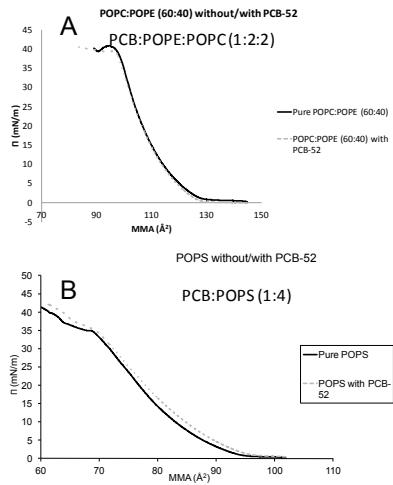 POPC:POPE (60:40) without/with PCB-52
A
PCB:POPE:POPC (1:2:2)
45
40
35
30
25
20
15
10
5
0
-5
Π (mN/m)
70
90
110
130
150
MMA (Å²)
Pure POPC:POPE (60:40)
POPC:POPE (60:40) with
PCB-52
POPS without/with PCB-52
B
PCB:POPS (1:4)
50
45
40
35
30
25
20
15
10
5
0
Π (mN/m)
60
70
80
90
100
110
MMA (Å²)
Pure POPS
POPS with PCB-
52